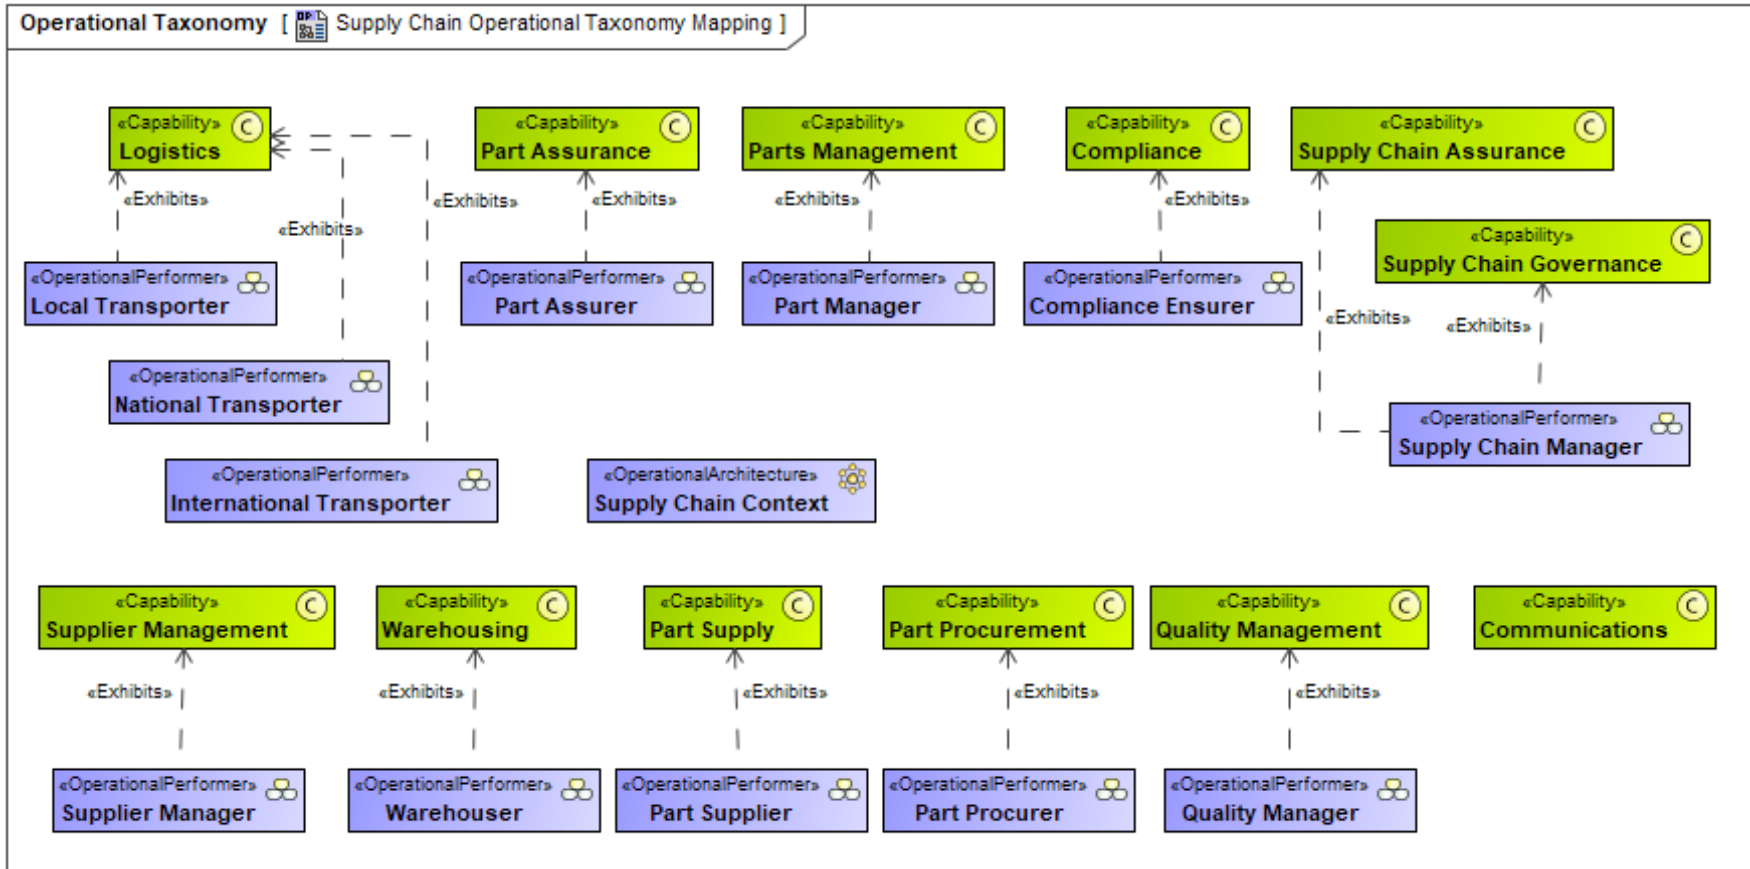 Operational Taxonomy [ Supply Chain Operational Taxonomy Mapping ]
«Capability»
Logistics
«Capability»
Part Assurance
«Capability»
Parts Management
«Capability»
Compliance
«Capability»
Supply Chain Assurance
«Exhibits»
«Exhibits»
«Exhibits»
«Exhibits»
«Exhibits»
«Exhibits»
«Capability»
Supply Chain Governance
«OperationalPerformer»
Local Transporter
«OperationalPerformer»
Part Assurer
«OperationalPerformer»
Part Manager
«OperationalPerformer»
Compliance Ensurer
«Exhibits»
«Exhibits»
«OperationalPerformer»
National Transporter
«OperationalPerformer»
Supply Chain Manager
«OperationalPerformer»
International Transporter
«OperationalArchitecture»
Supply Chain Context
«Capability»
Supplier Management
«Capability»
Warehousing
«Capability»
Part Supply
«Capability»
Part Procurement
«Capability»
Quality Management
«Capability»
Communications
«Exhibits»
«Exhibits»
«Exhibits»
«Exhibits»
«Exhibits»
«OperationalPerformer»
Supplier Manager
«OperationalPerformer»
Warehouser
«OperationalPerformer»
Part Supplier
«OperationalPerformer»
Part Procurer
«OperationalPerformer»
Quality Manager